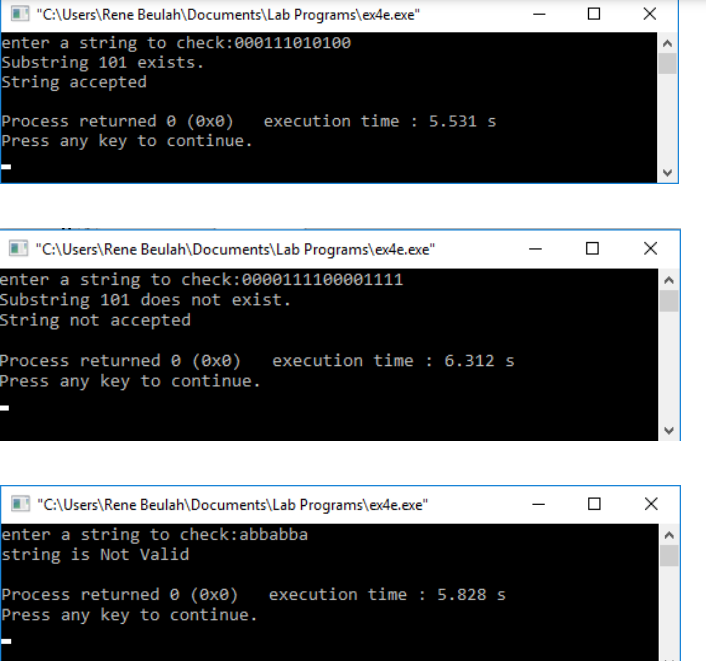 "C:\Users\Rene Beulah\Documents\Lab Programs\ex4e.exe"
enter a string to check:000111010100
Substring 101 exists.
String accepted
Process returned 0 (0x0)   execution time : 5.531 s
Press any key to continue.
"C:\Users\Rene Beulah\Documents\Lab Programs\ex4e.exe"
enter a string to check:0000111100001111
Substring 101 does not exist.
String not accepted
Process returned 0 (0x0)   execution time : 6.312 s
Press any key to continue.
"C:\Users\Rene Beulah\Documents\Lab Programs\ex4e.exe"
enter a string to check:abbabba
string is Not Valid
Process returned 0 (0x0)   execution time : 5.828 s
Press any key to continue.